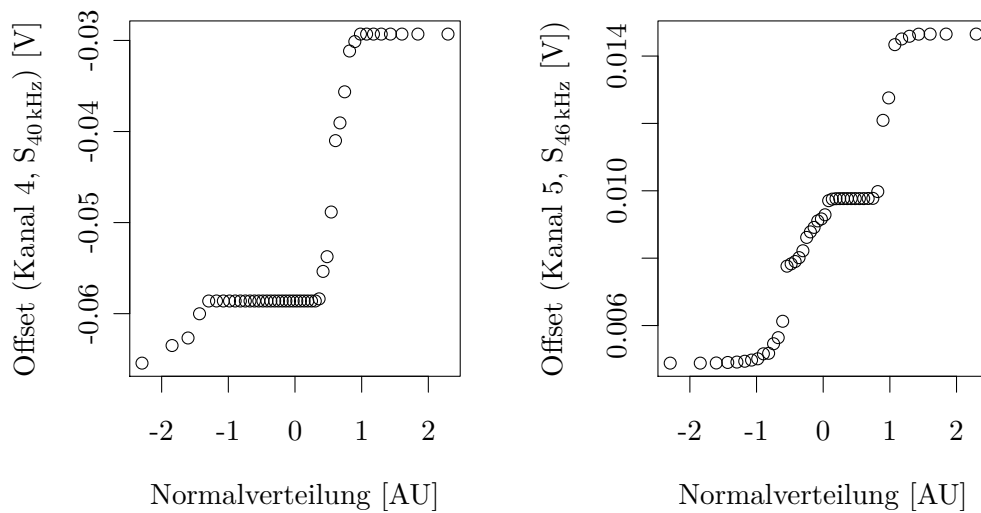 Offset (Kanal 4, S40 kHz) [V]
-0.03
-0.04
-0.05
-0.06
-2 -1 0 1 2
Normalverteilung [AU]
Offset (Kanal 5, S46 kHz [V])
0.014
0.010
0.006
-2 -1 0 1 2
Normalverteilung [AU]